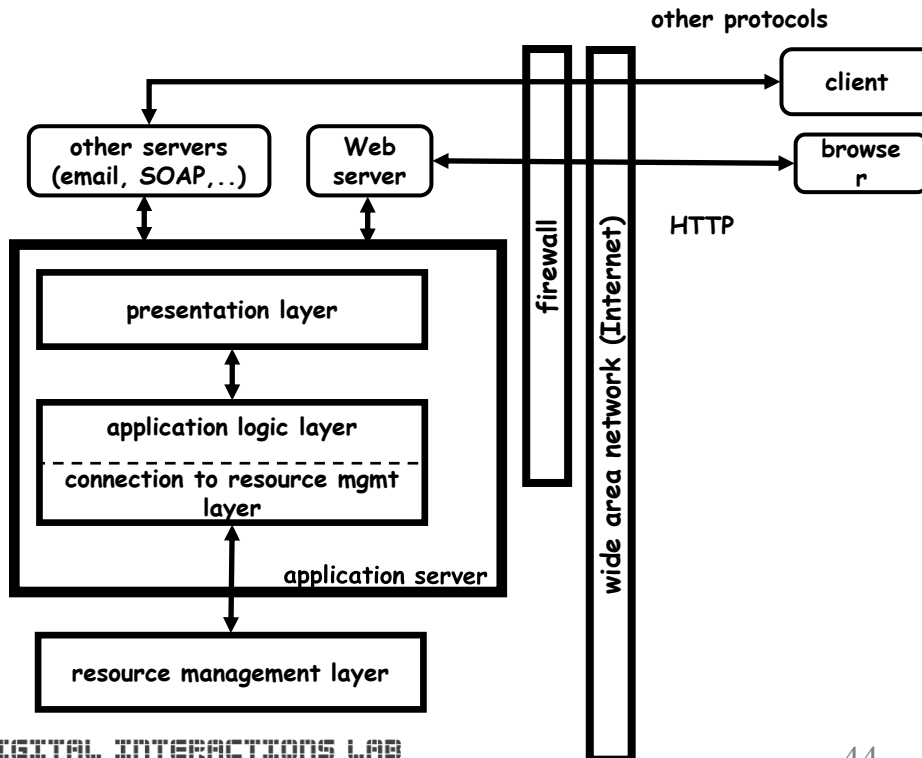 other protocols
client
other servers
(email, SOAP,..)
Web
server
browse
r
HTTP
firewall
wide area network (Internet)
presentation layer
application logic layer
connection to resource mgmt
layer
application server
resource management layer
IGITAL INTERACTIONS LAB
44